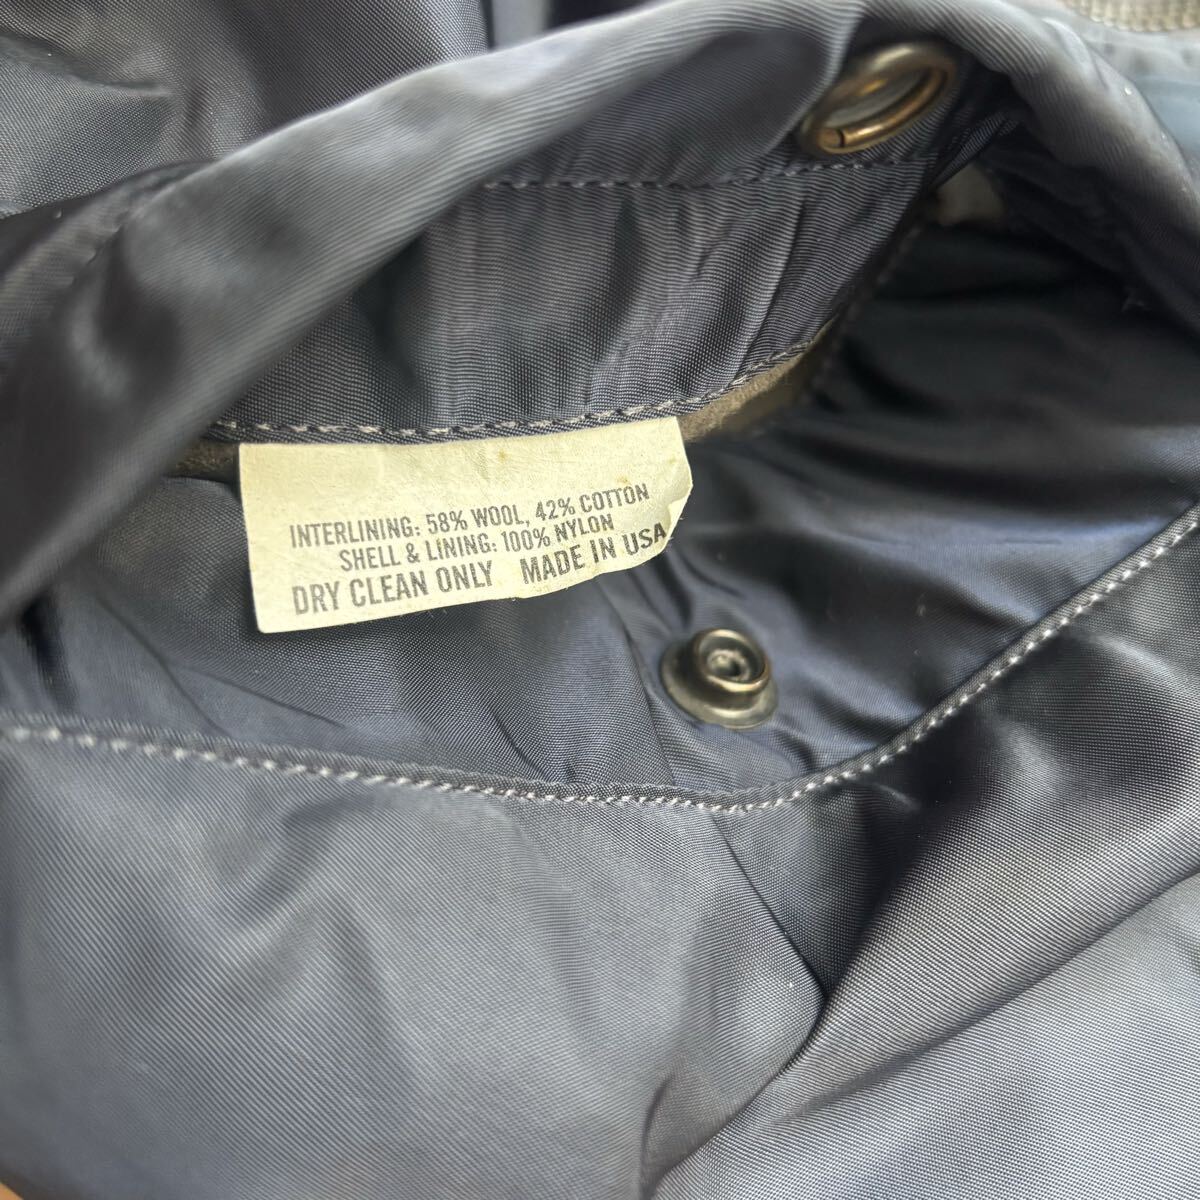 INTERLINING: 58% WOOL, 42% COTTON
SHELL & LINING: 100% NYLON
DRY CLEAN ONLY MADE IN USA